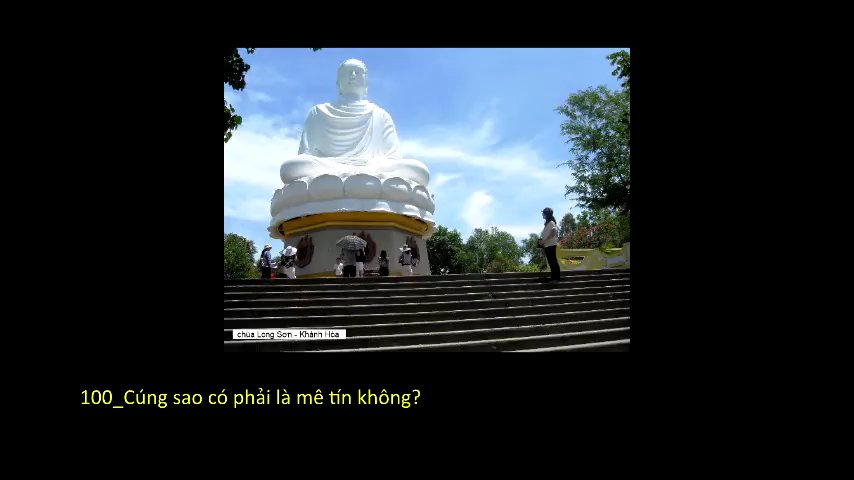 chùa Long Sơn - Khánh Hòa
100_Cúng sao có phải là mê tín không?